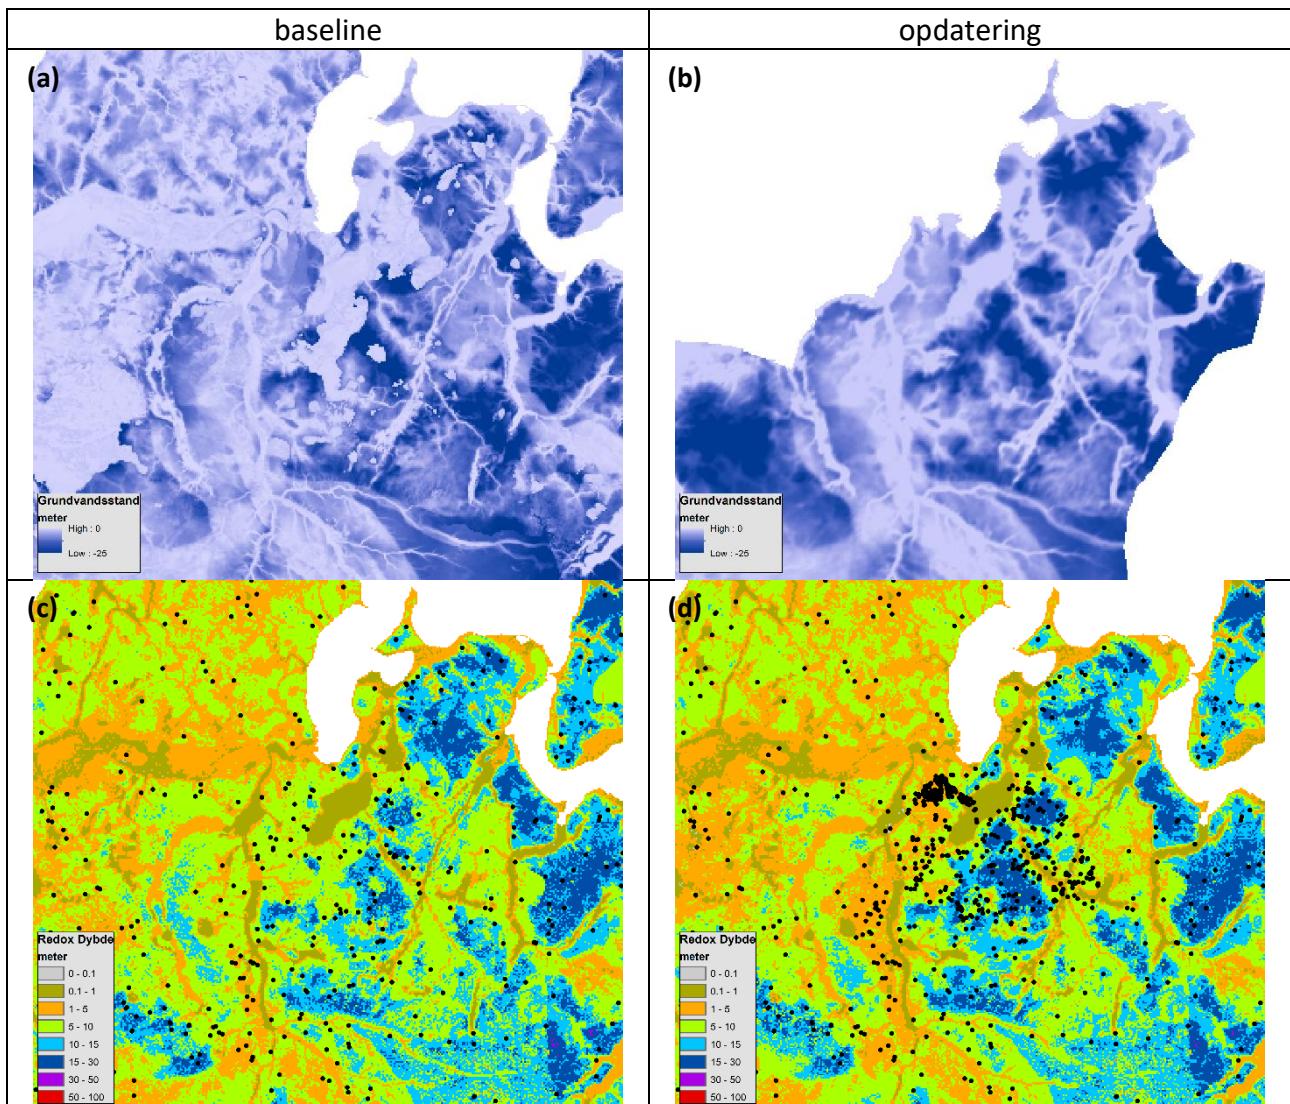 baseline
opdatering
(a)
Grundvandsstand
meter
High : 0
Low : -25
(b)
Grundvandsstand
meter
High : 0
Low : -25
(c)
Redox Dybde
meter
0 - 0.1
0.1 - 1
1 - 5
5 - 10
10 - 15
15 - 30
30 - 50
50 - 100
(d)
Redox Dybde
meter
0 - 0.1
0.1 - 1
1 - 5
5 - 10
10 - 15
15 - 30
30 - 50
50 - 100